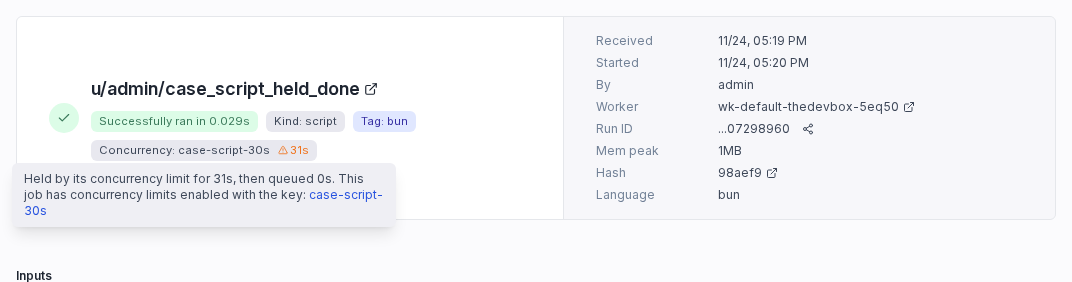 u/admin/case_script_held_done
Successfully ran in 0.029s Kind: script Tag: bun
Concurrency: case-script-30s 31s
Held by its concurrency limit for 31s, then queued 0s. This
job has concurrency limits enabled with the key: case-script-
30s
Received 11/24, 05:19 PM
Started 11/24, 05:20 PM
By admin
Worker wk-default-thedevbox-5eq50
Run ID ...07298960
Mem peak 1MB
Hash 98aef9
Language bun
Inputs